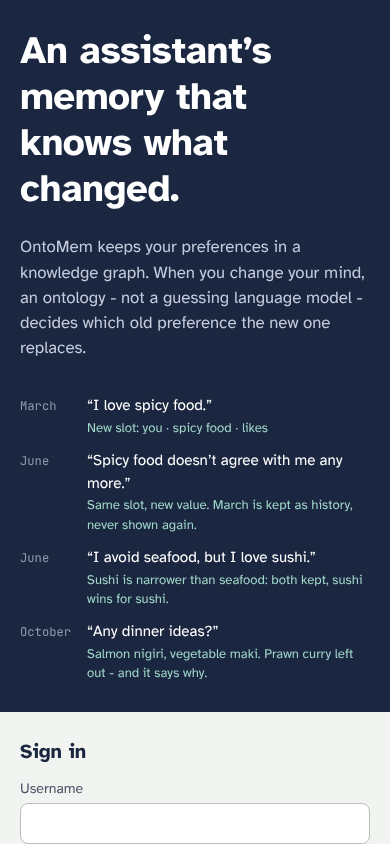 An assistant’s
memory that
knows what
changed.
OntoMem keeps your preferences in a
knowledge graph. When you change your mind,
an ontology - not a guessing language model -
decides which old preference the new one
replaces.
March
“I love spicy food.”
New slot: you · spicy food · likes
June
“Spicy food doesn’t agree with me any
more.”
Same slot, new value. March is kept as history,
never shown again.
June
“I avoid seafood, but I love sushi.”
Sushi is narrower than seafood: both kept, sushi
wins for sushi.
October
“Any dinner ideas?”
Salmon nigiri, vegetable maki. Prawn curry left
out - and it says why.
Sign in
Username